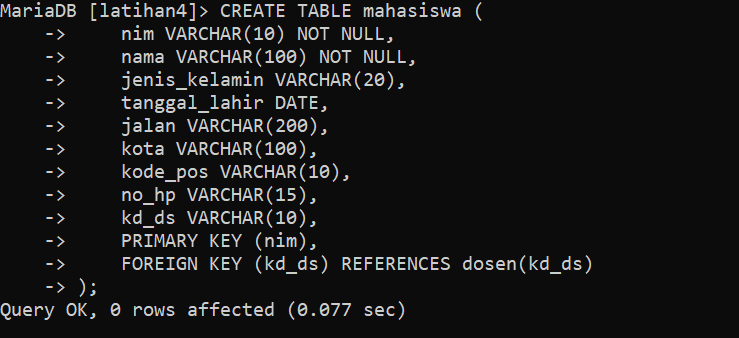 MariaDB [latihan4]> CREATE TABLE mahasiswa (
    ->     nim VARCHAR(10) NOT NULL,
    ->     nama VARCHAR(100) NOT NULL,
    ->     jenis_kelamin VARCHAR(20),
    ->     tanggal_lahir DATE,
    ->     jalan VARCHAR(200),
    ->     kota VARCHAR(100),
    ->     kode_pos VARCHAR(10),
    ->     no_hp VARCHAR(15),
    ->     kd_ds VARCHAR(10),
    ->     PRIMARY KEY (nim),
    ->     FOREIGN KEY (kd_ds) REFERENCES dosen(kd_ds)
    -> );
Query OK, 0 rows affected (0.077 sec)